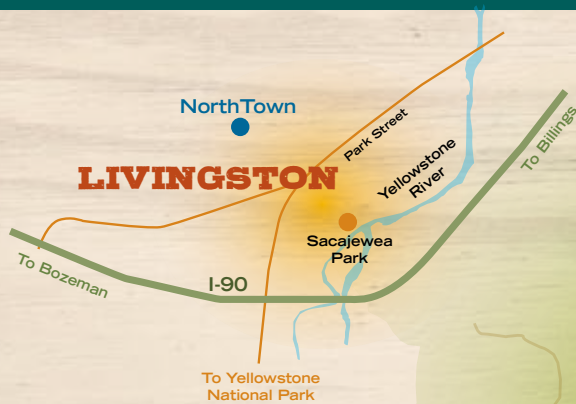 NorthTown
Park Street
LIVINGSTON
Yellowstone
River
To Billings
Sacajewea
Park
To Bozeman
I-90
To Yellowstone
National Park